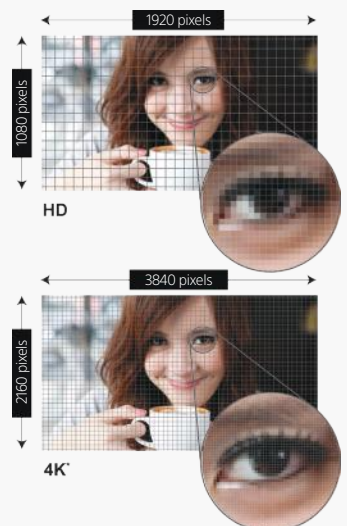 1920 pixels
1080 pixels
HD
3840 pixels
2160 pixels
4K*